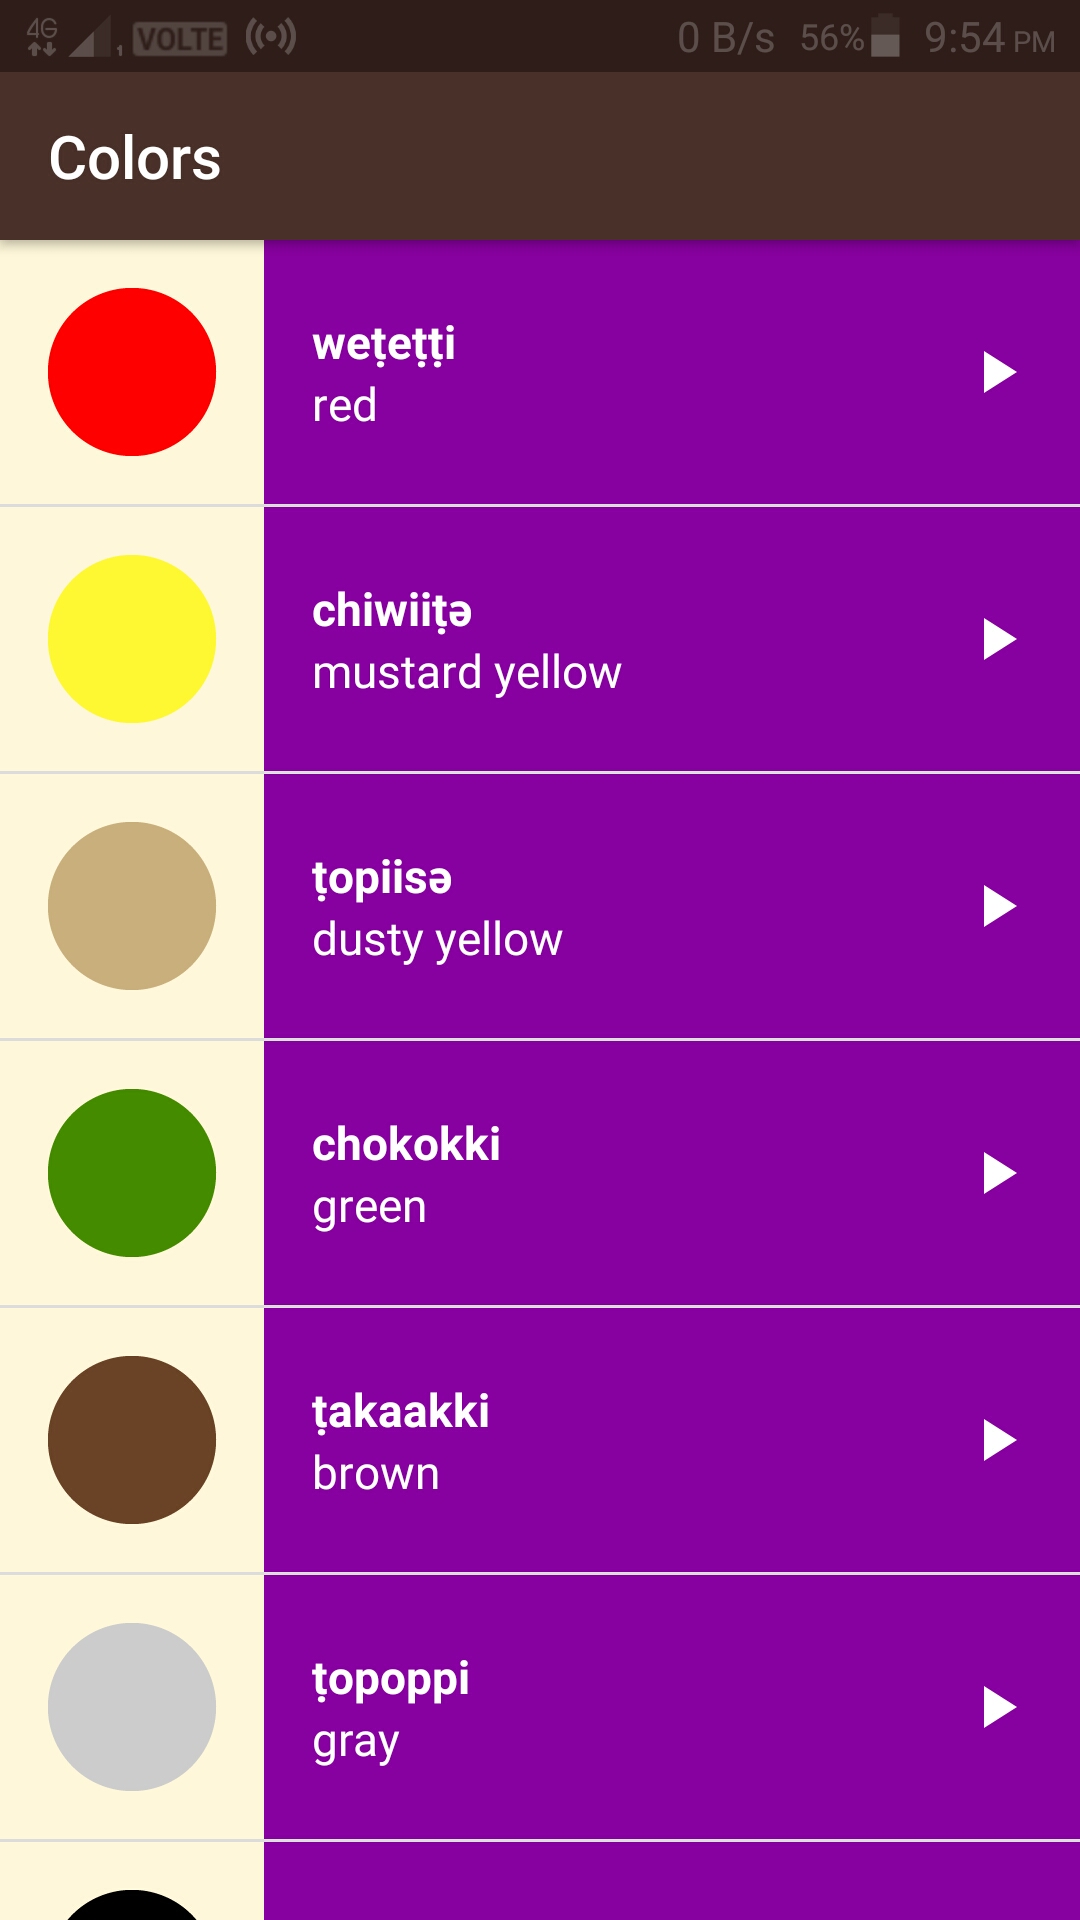 4G 1 VOLTE 0 B/s 56% 9:54 PM
Colors
weṭeṭṭi
red
chiwiiṭə
mustard yellow
ṭopiisə
dusty yellow
chokokki
green
ṭakaakki
brown
ṭopoppi
gray